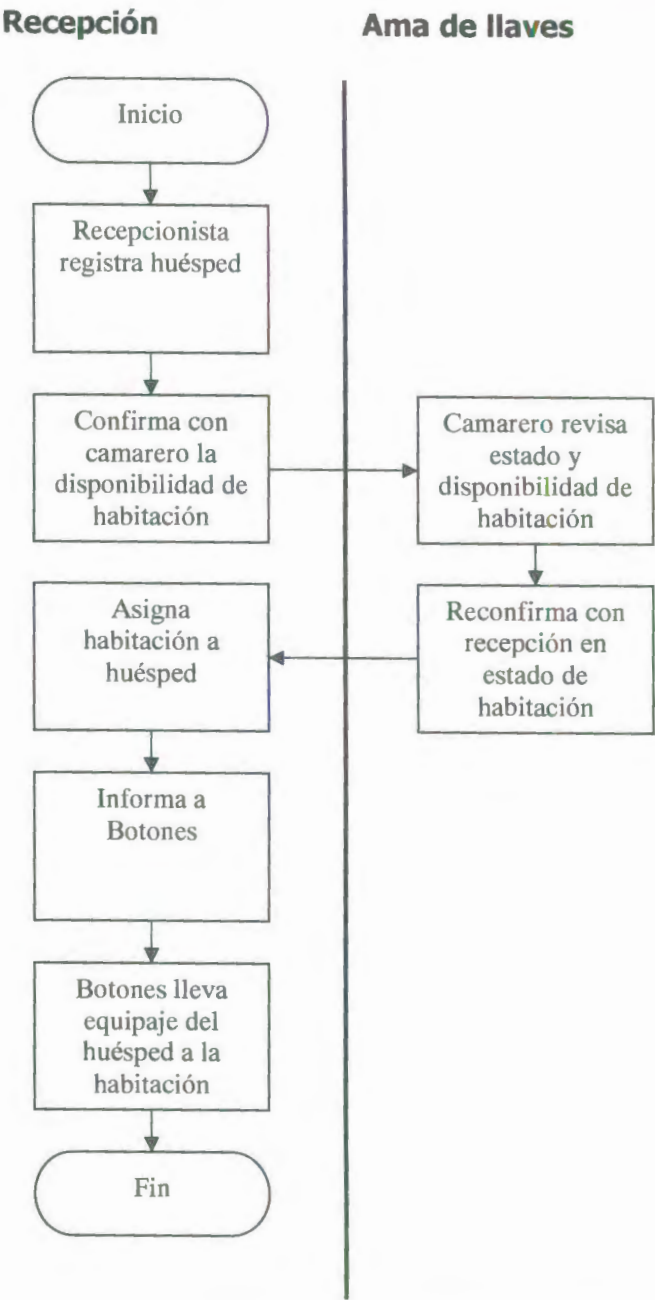 Recepción
Ama de llaves
Inicio
Recepcionista
registra huésped
Confirma con
camarero la
disponibilidad de
habitación
Camarero revisa
estado y
disponibilidad de
habitación
Reconfirma con
recepción en
estado de
habitación
Asigna
habitación a
huésped
Informa a
Botones
Botones lleva
equipaje del
huésped a la
habitación
Fin